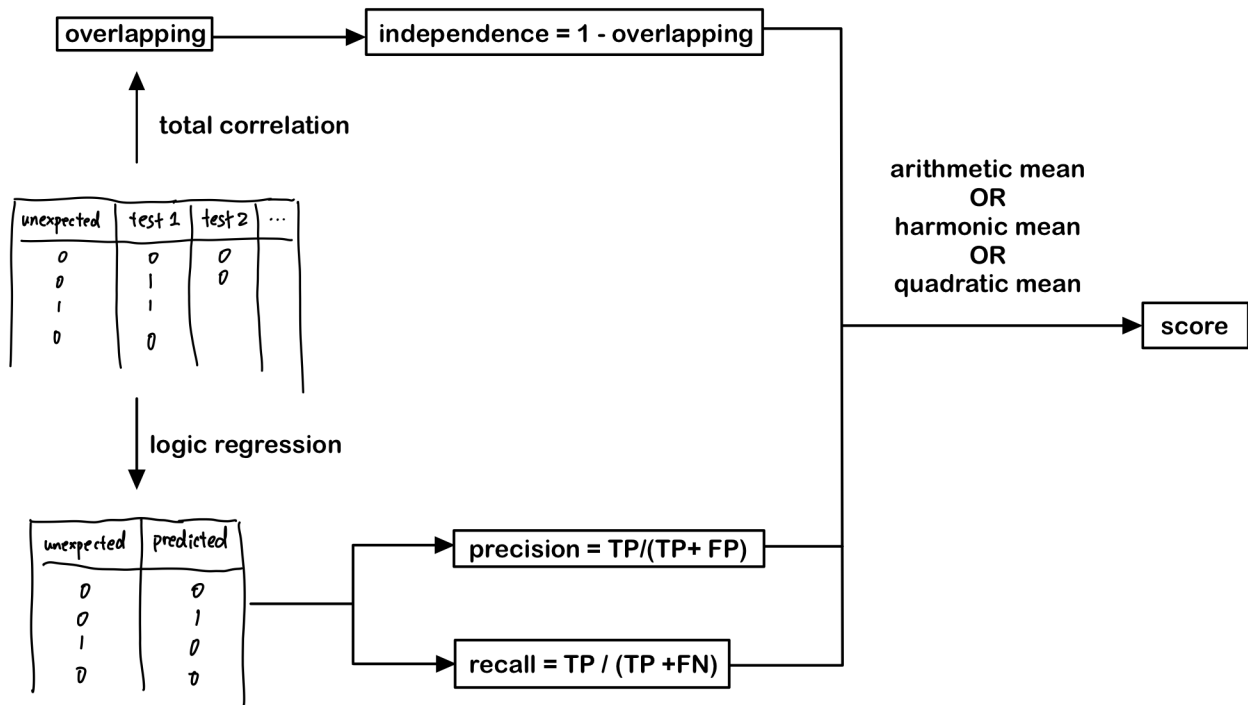 overlapping
independence = 1 - overlapping
total correlation
unexpected test 1 test 2 ...
0 0 0
0 1 0
1 1
0 0
arithmetic mean
OR
harmonic mean
OR
quadratic mean
score
logic regression
unexpected predicted
0 0
0 1
1 0
0 0
precision = TP/(TP+ FP)
recall = TP / (TP +FN)